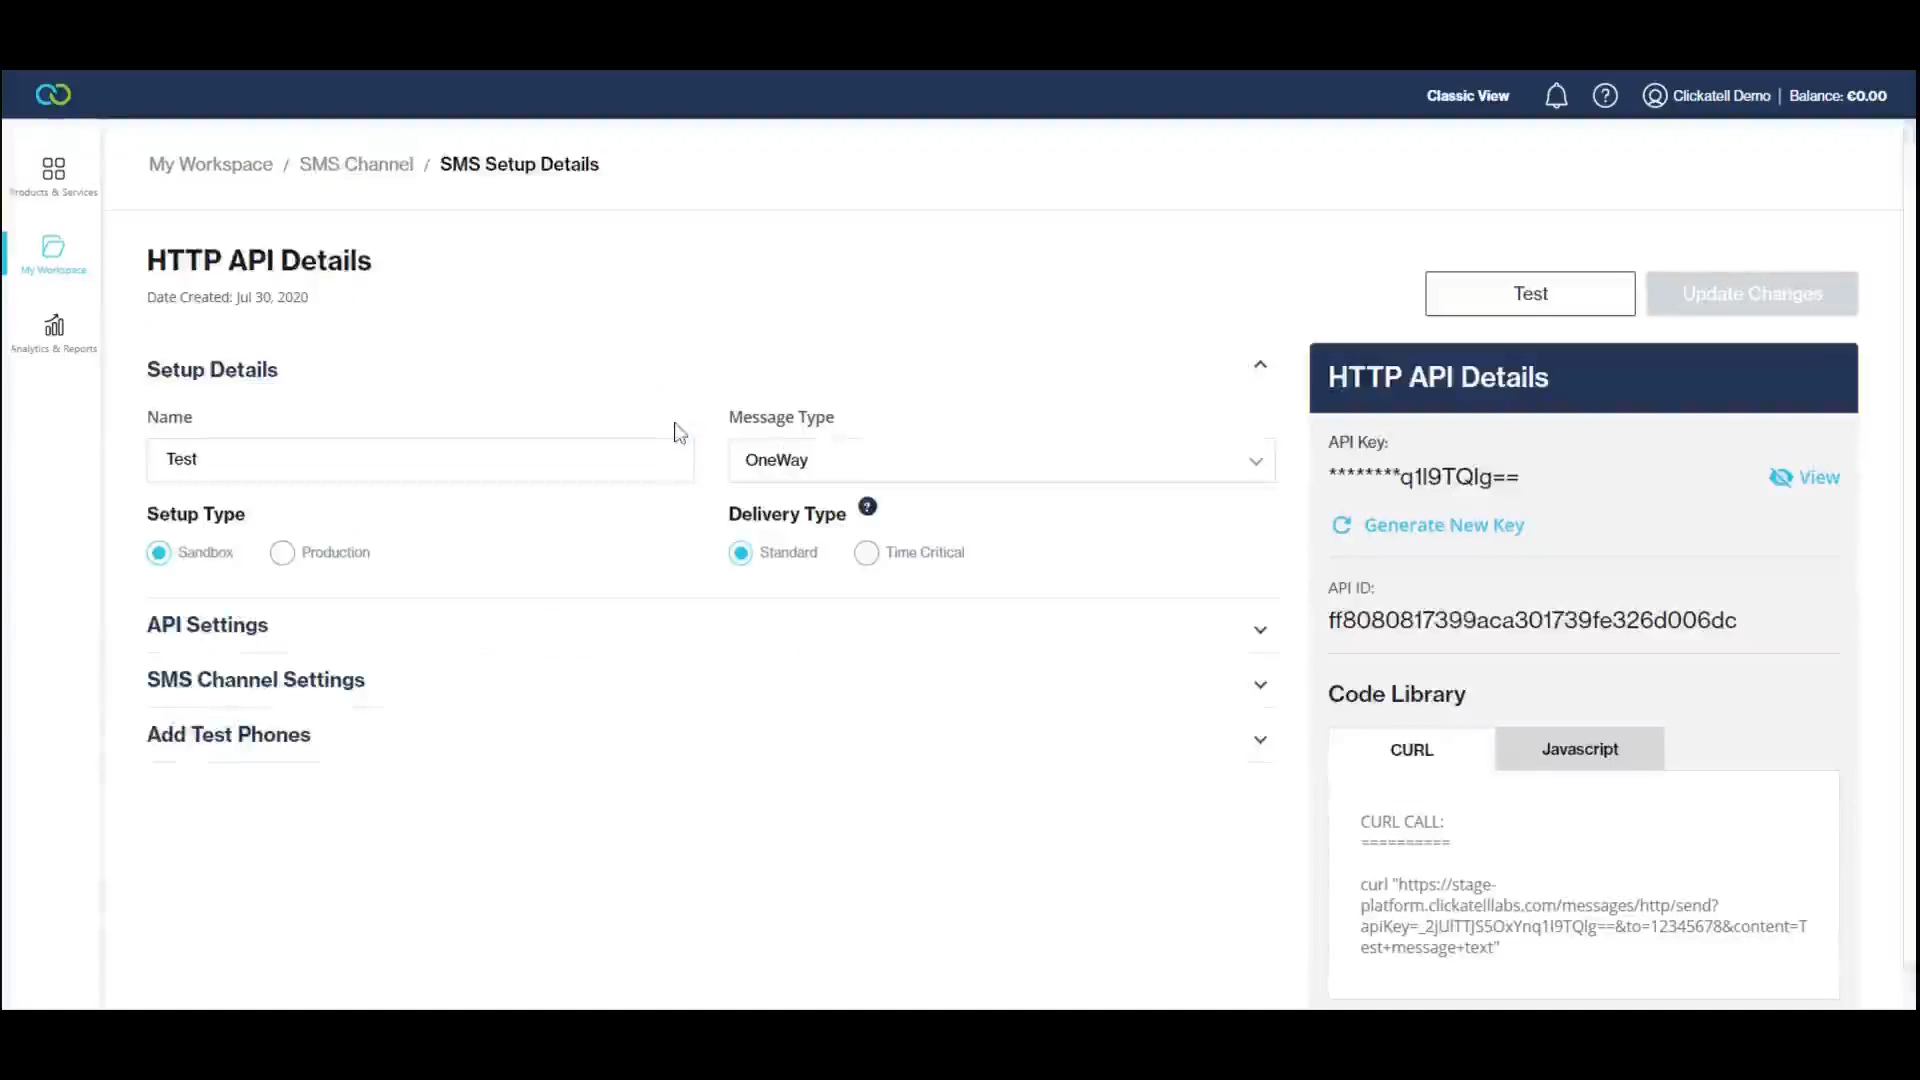 Classic View
?
Clickatell Demo | Balance: €0.00
Products & Services
My Workspace
Analytics & Reports
My Workspace / SMS Channel / SMS Setup Details
HTTP API Details
Date Created: Jul 30, 2020
Test
Update Changes
Setup Details
Name
Test
Message Type
OneWay
Setup Type
Sandbox
Production
Delivery Type ?
Standard
Time Critical
API Settings
SMS Channel Settings
Add Test Phones
HTTP API Details
API Key:
********q1l9TQlg==
View
Generate New Key
API ID:
ff8080817399aca301739fe326d006dc
Code Library
CURL
Javascript
CURL CALL:
==========
curl "https://stage-
platform.clickatelllabs.com/messages/http/send?
apiKey=_2jUlTTJS5OxYnq1l9TQlg==&to=12345678&content=T
est+message+text"